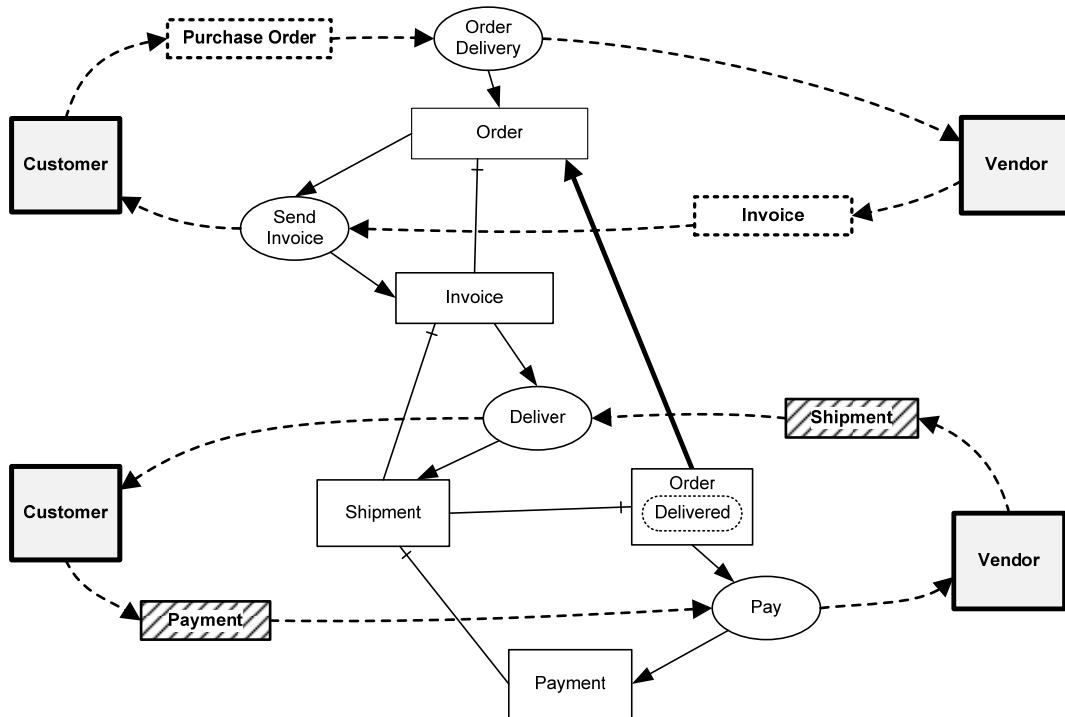 Purchase Order
Order
Delivery
Order
Customer
Vendor
Send
Invoice
Invoice
Invoice
Deliver
Shipment
Customer
Shipment
Order
Delivered
Vendor
Payment
Pay
Payment